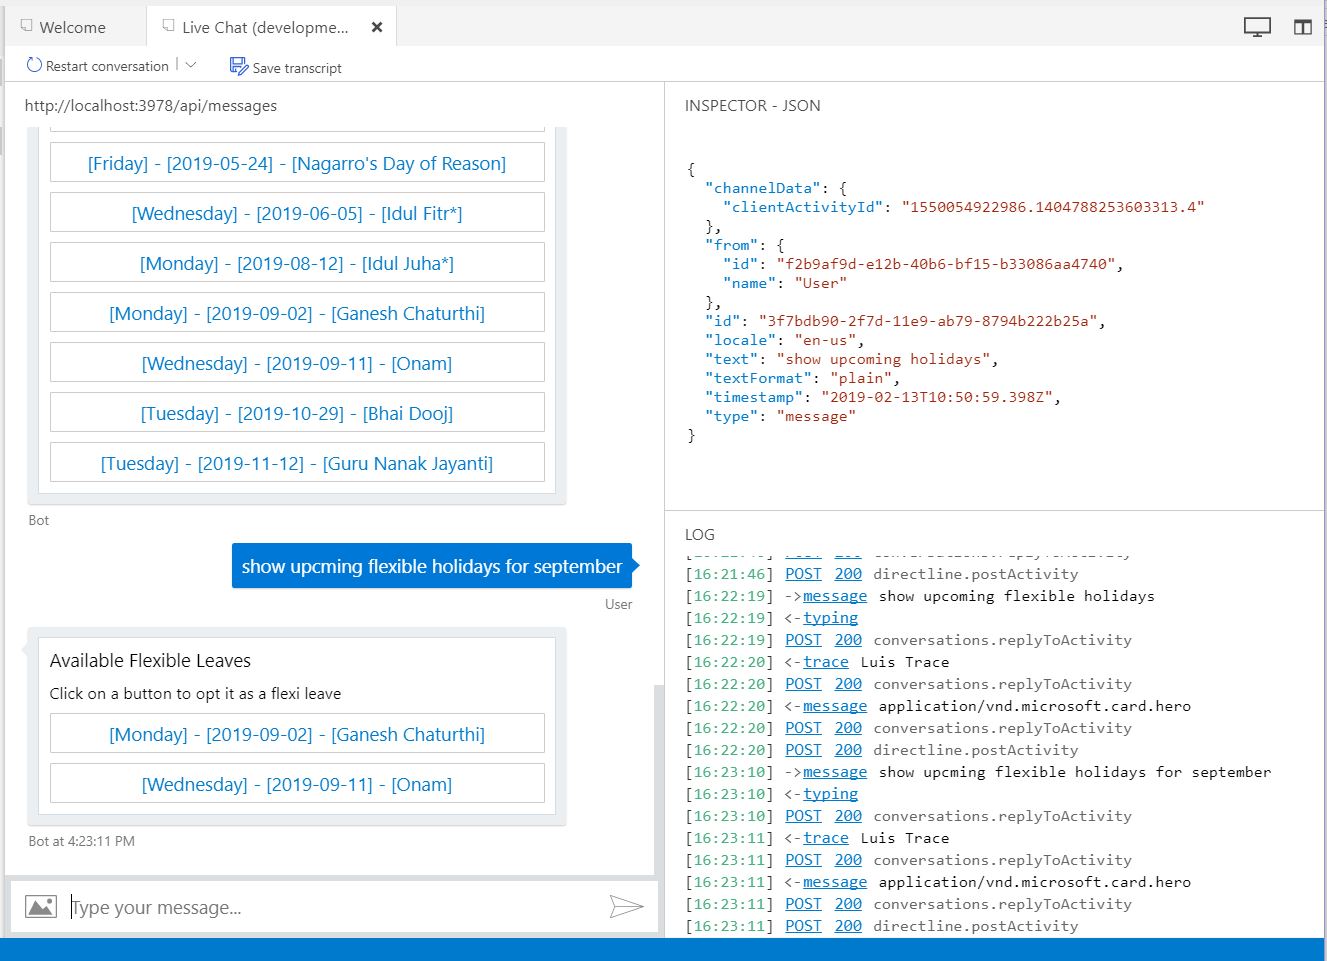 Welcome
Live Chat (developme...
Restart conversation
Save transcript
http://localhost:3978/api/messages
[Friday] - [2019-05-24] - [Nagarro's Day of Reason]
[Wednesday] - [2019-06-05] - [Idul Fitr*]
[Monday] - [2019-08-12] - [Idul Juha*]
[Monday] - [2019-09-02] - [Ganesh Chaturthi]
[Wednesday] - [2019-09-11] - [Onam]
[Tuesday] - [2019-10-29] - [Bhai Dooj]
[Tuesday] - [2019-11-12] - [Guru Nanak Jayanti]
Bot
show upcming flexible holidays for september
User
Available Flexible Leaves
Click on a button to opt it as a flexi leave
[Monday] - [2019-09-02] - [Ganesh Chaturthi]
[Wednesday] - [2019-09-11] - [Onam]
Bot at 4:23:11 PM
Type your message...
INSPECTOR - JSON
{
"channelData": {
"clientActivityId": "1550054922986.1404788253603313.4"
},
"from": {
"id": "f2b9af9d-e12b-40b6-bf15-b33086aa4740",
"name": "User"
},
"id": "3f7bdb90-2f7d-11e9-ab79-8794b222b25a",
"locale": "en-us",
"text": "show upcoming holidays",
"textFormat": "plain",
"timestamp": "2019-02-13T10:50:59.398Z",
"type": "message"
}
LOG
POST 200 conversations.replyToActivity
[16:21:46] POST 200 directline.postActivity
[16:22:19] ->message show upcoming flexible holidays
[16:22:19] <-typing
[16:22:19] POST 200 conversations.replyToActivity
[16:22:20] <-trace Luis Trace
[16:22:20] POST 200 conversations.replyToActivity
[16:22:20] <-message application/vnd.microsoft.card.hero
[16:22:20] POST 200 conversations.replyToActivity
[16:22:20] POST 200 directline.postActivity
[16:23:10] ->message show upcming flexible holidays for september
[16:23:10] <-typing
[16:23:10] POST 200 conversations.replyToActivity
[16:23:11] <-trace Luis Trace
[16:23:11] POST 200 conversations.replyToActivity
[16:23:11] <-message application/vnd.microsoft.card.hero
[16:23:11] POST 200 conversations.replyToActivity
[16:23:11] POST 200 directline.postActivity